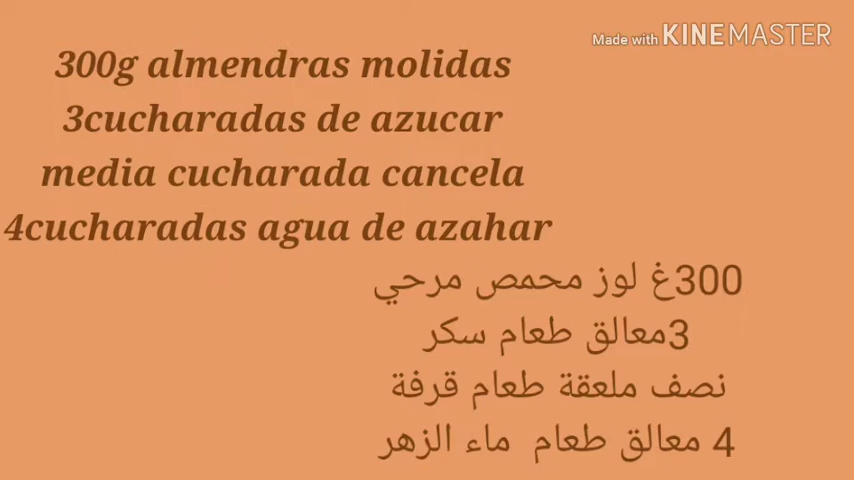 Made with KINEMASTER
300g almendras molidas
3cucharadas de azucar
media cucharada cancela
4cucharadas agua de azahar
300غ لوز محمص مرحي
3معالق طعام سكر
نصف ملعقة طعام قرفة
4 معالق طعام ماء الزهر